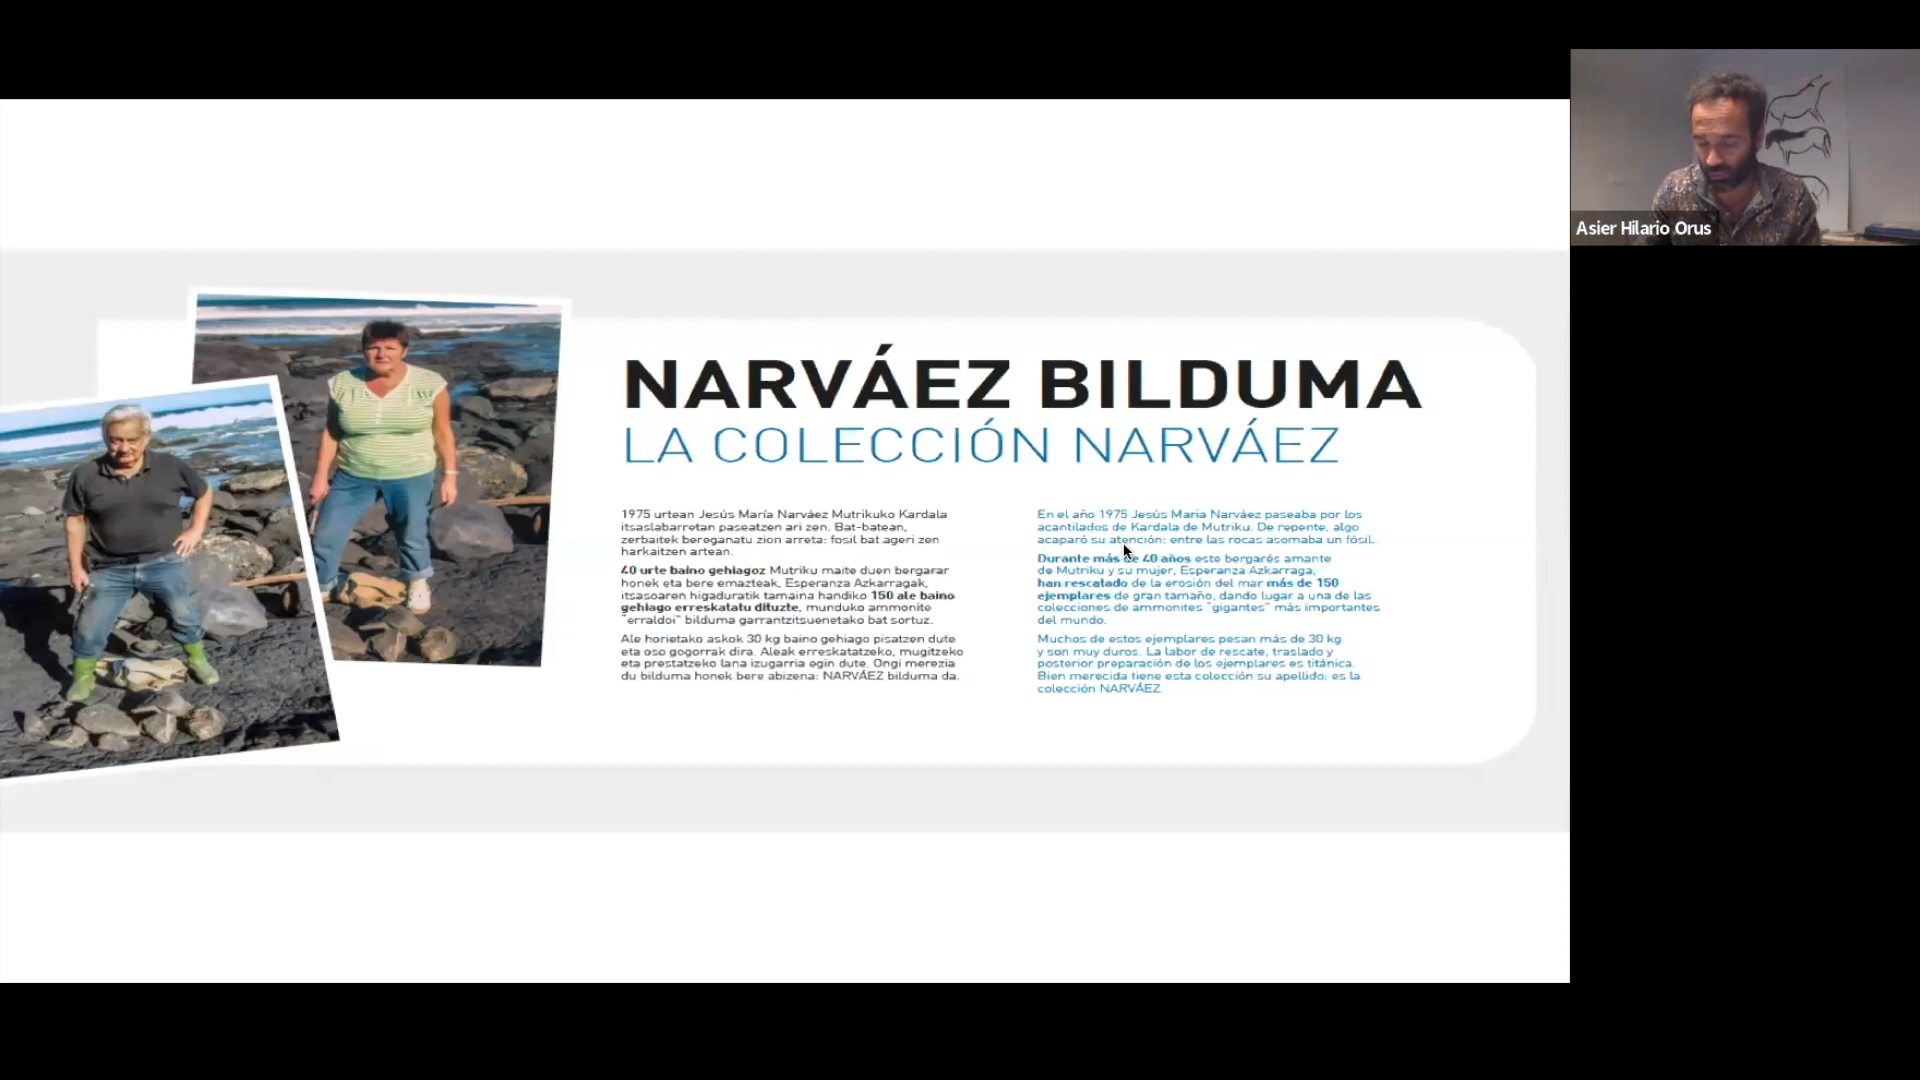 NARVÁEZ BILDUMA
LA COLECCIÓN NARVÁEZ
1975 urtean Jesús María Narváez Mutrikuko Kardala
itsaslabarretan paseatzen ari zen. Bat-batean,
zerbaitek bereganatu zion arreta: fosil bat ageri zen
harkaitzen artean.
40 urte baino gehiagoz Mutriku maite duen bergarar
honek eta bere emazteak, Esperanza Azkarragak,
itsasoaren higaduratik tamaina handiko 150 ale baino
gehiago erreskatatu dituzte, munduko ammonite
"erraldoi" bilduma garrantzitsuenetako bat sortuz.
Ale horietako askok 30 kg baino gehiago pisatzen dute
eta oso gogorrak dira. Aleak erreskatatzeko, mugitzeko
eta prestatzeko lana izugarria egin dute. Ongi merezia
du bilduma honek bere abizena: NARVÁEZ bilduma da.
En el año 1975 Jesús María Narváez paseaba por los
acantilados de Kardala de Mutriku. De repente, algo
acaparó su atención: entre las rocas asomaba un fósil.
Durante más de 40 años este bergarés amante
de Mutriku y su mujer, Esperanza Azkarraga,
han rescatado de la erosión del mar más de 150
ejemplares de gran tamaño, dando lugar a una de las
colecciones de ammonites "gigantes" más importantes
del mundo.
Muchos de estos ejemplares pesan más de 30 kg
y son muy duros. La labor de rescate, traslado y
posterior preparación de los ejemplares es titánica.
Bien merecida tiene esta colección su apellido: es la
colección NARVÁEZ.
Asier Hilario Orus